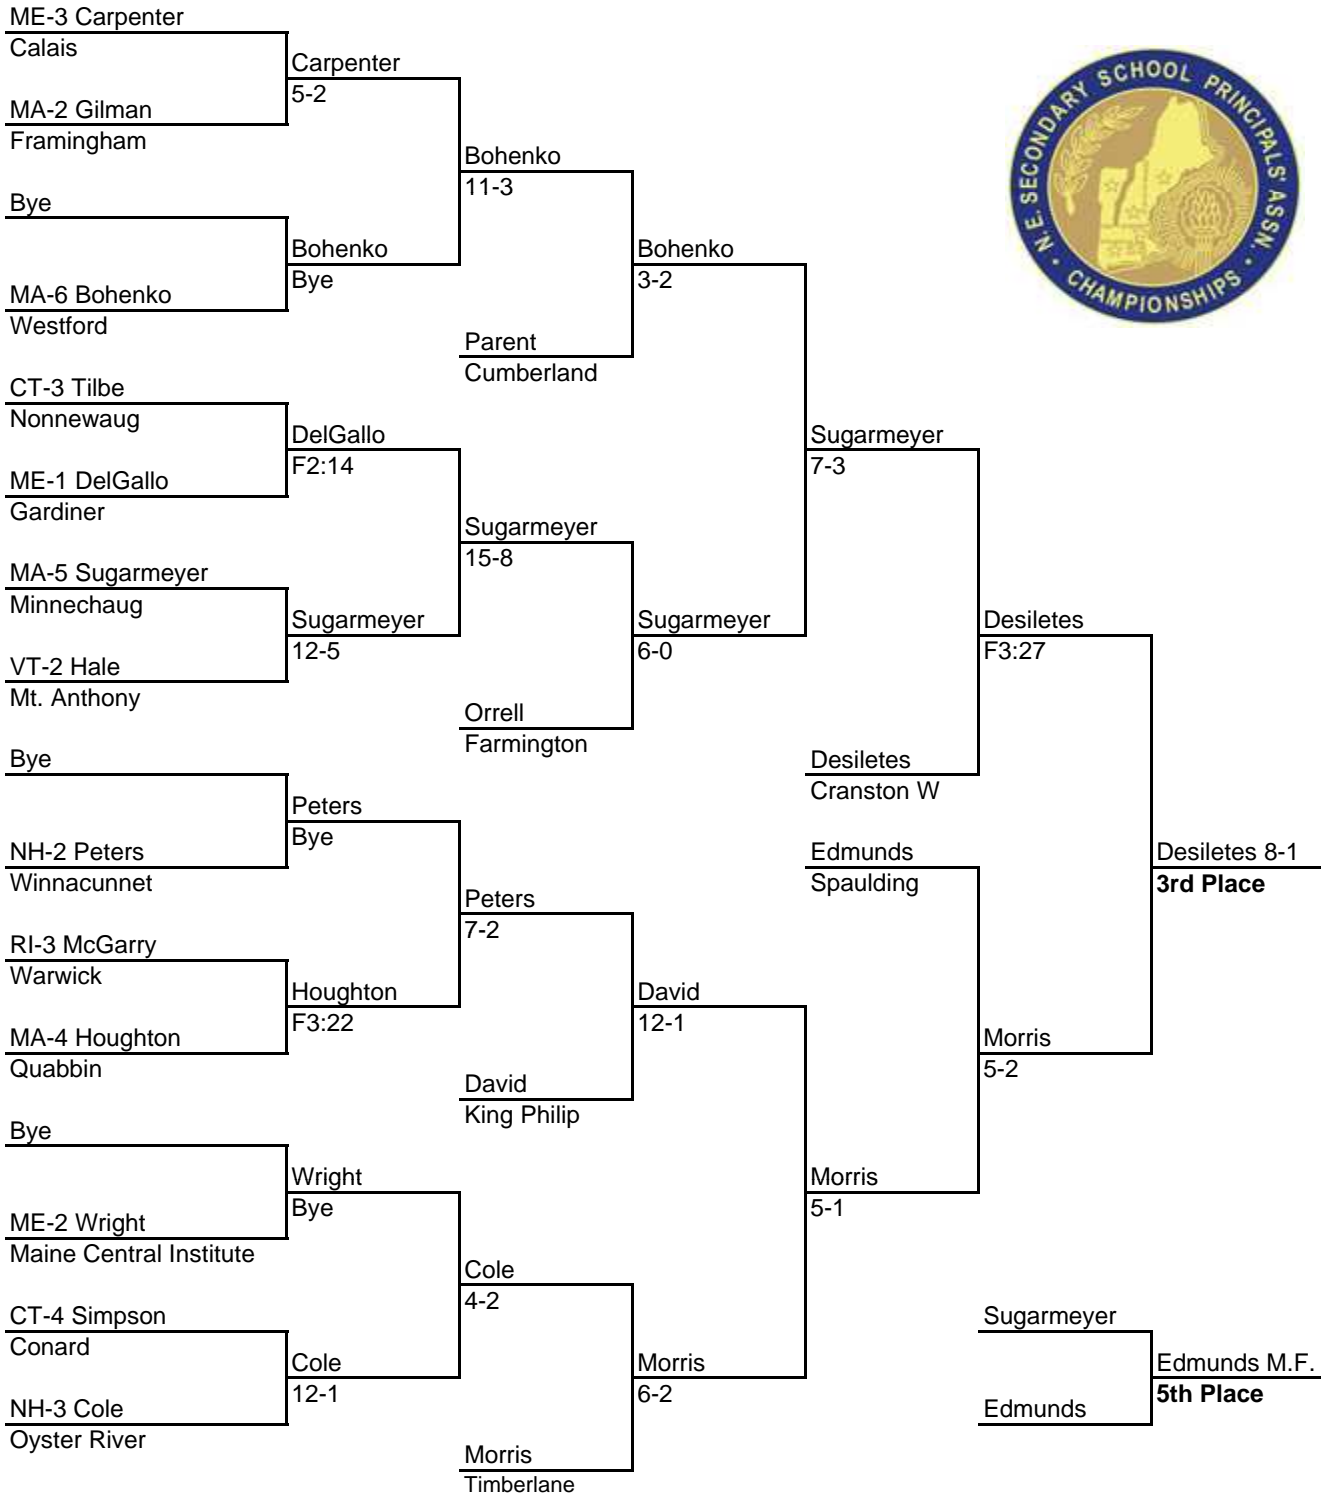 ME-3 Carpenter
Calais
Carpenter
5-2
MA-2 Gilman
Framingham
Bohenko
11-3
Bye
Bohenko
Bye
Bohenko
3-2
MA-6 Bohenko
Westford
Parent
Cumberland
CT-3 Tilbe
Nonnewaug
DelGallo
F2:14
Sugarmeyer
7-3
ME-1 DelGallo
Gardiner
Sugarmeyer
15-8
MA-5 Sugarmeyer
Minnechaug
Sugarmeyer
12-5
Sugarmeyer
6-0
Desiletes
F3:27
VT-2 Hale
Mt. Anthony
Orrell
Farmington
Bye
Desiletes
Cranston W
Peters
Bye
NH-2 Peters
Winnacunnet
Edmunds
Spaulding
Desiletes 8-1
3rd Place
Peters
7-2
RI-3 McGarry
Warwick
Houghton
F3:22
David
12-1
MA-4 Houghton
Quabbin
Morris
5-2
David
King Philip
Bye
Wright
Bye
Morris
5-1
ME-2 Wright
Maine Central Institute
Cole
4-2
CT-4 Simpson
Conard
Sugarmeyer
Cole
12-1
Morris
6-2
Edmunds M.F.
5th Place
NH-3 Cole
Oyster River
Edmunds
Morris
Timberlane
N. E. SECONDARY SCHOOL PRINCIPALS' ASSN.
• CHAMPIONSHIPS •